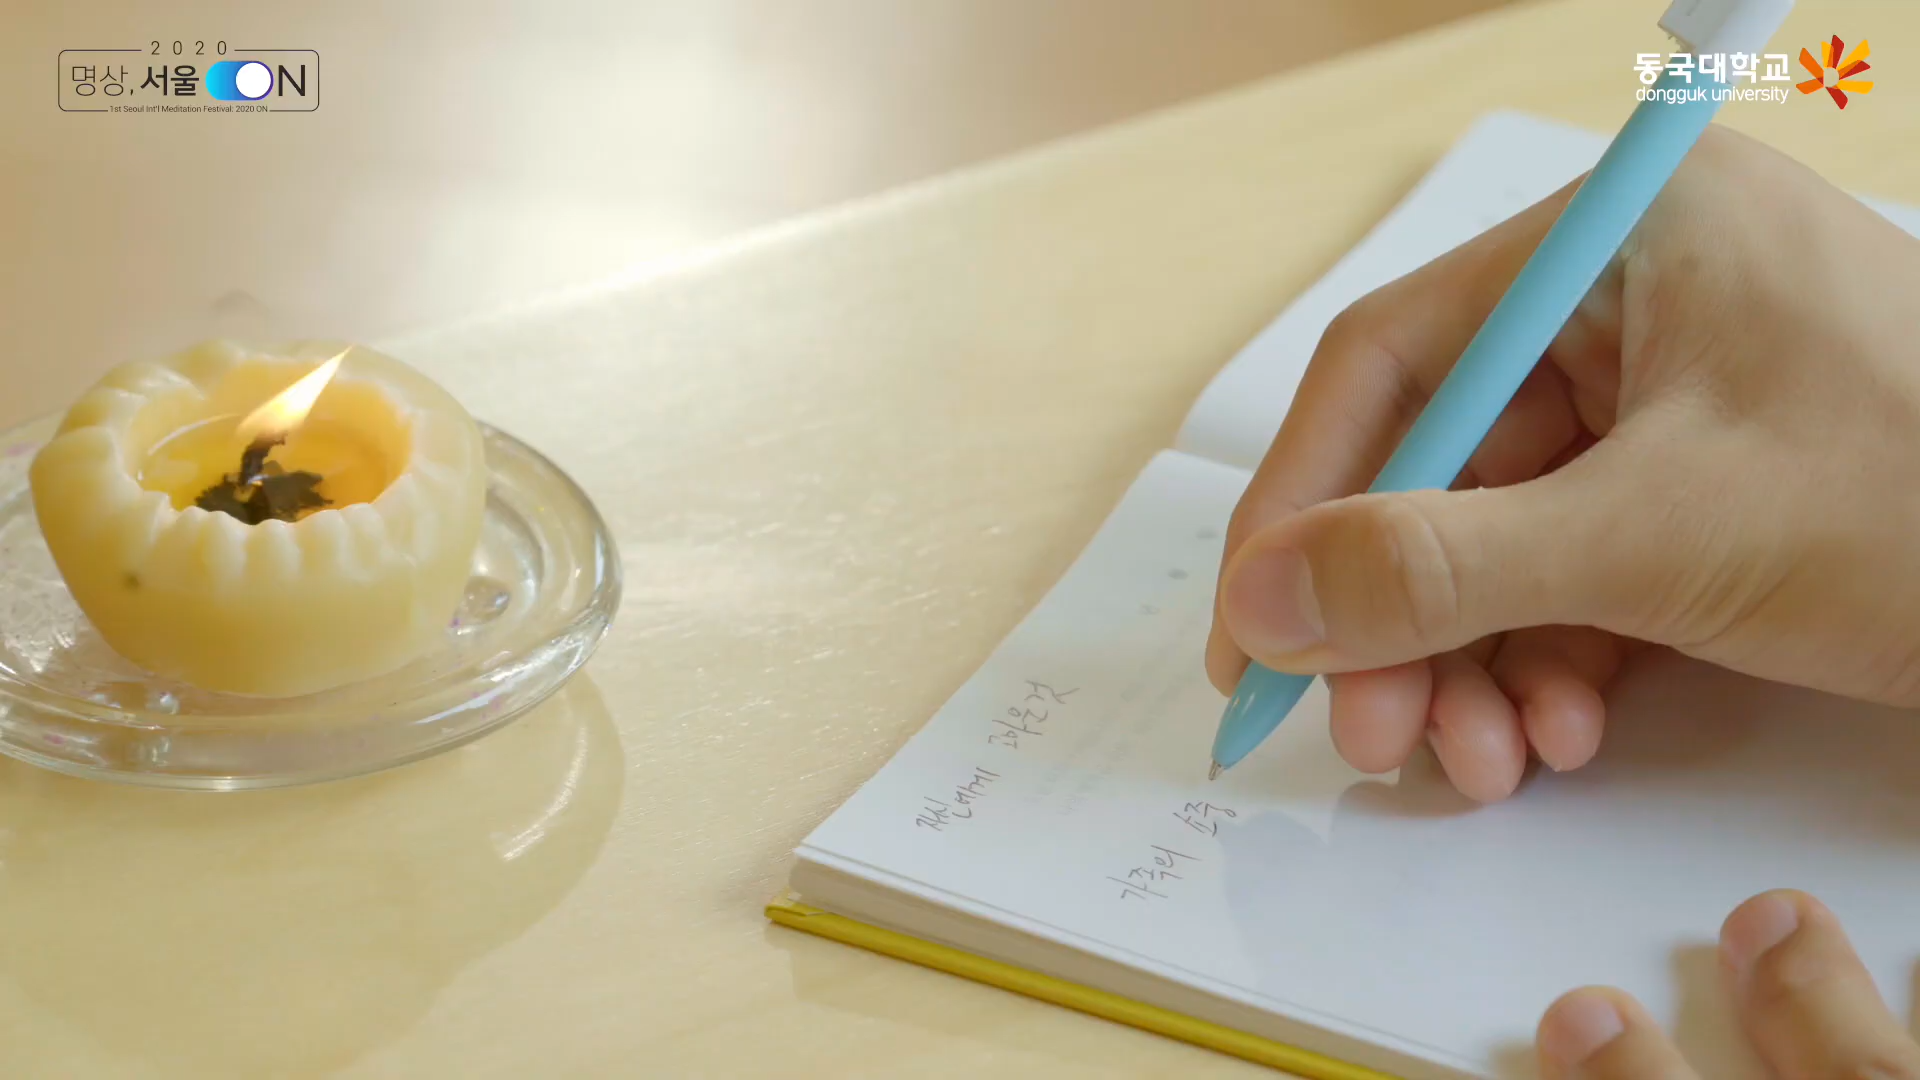 2020
명상, 서울 ON
1st Seoul Int'l Meditation Festival: 2020 ON
동국대학교
dongguk university
자신에게 고마운것
가족의 소중